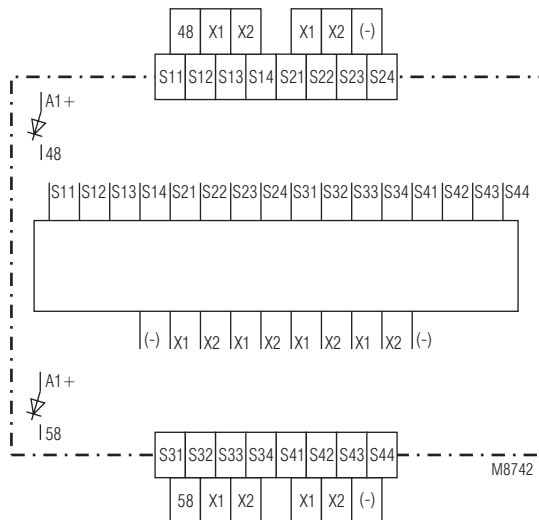 48 X1 X2 X1 X2 (-)
S11 S12 S13 S14 S21 S22 S23 S24
A1+
48
S11 S12 S13 S14 S21 S22 S23 S24 S31 S32 S33 S34 S41 S42 S43 S44
(-) X1 X2 X1 X2 X1 X2 X1 X2 (-)
A1+
58
S31 S32 S33 S34 S41 S42 S43 S44
M8742
58 X1 X2 X1 X2 (-)